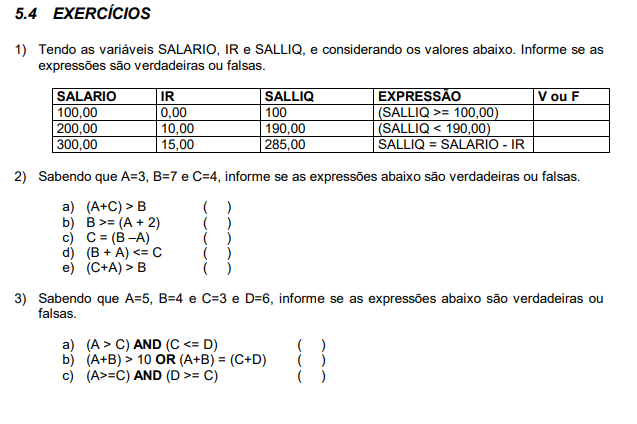 5.4 EXERCÍCIOS
1) Tendo as variáveis SALARIO, IR e SALLIQ, e considerando os valores abaixo. Informe se as
expressões são verdadeiras ou falsas.
SALARIO IR SALLIQ EXPRESSÃO V ou F
100,00 0,00 100 (SALLIQ >= 100,00)
200,00 10,00 190,00 (SALLIQ < 190,00)
300,00 15,00 285,00 SALLIQ = SALARIO - IR
2) Sabendo que A=3, B=7 e C=4, informe se as expressões abaixo são verdadeiras ou falsas.
a) (A+C) > B ( )
b) B >= (A + 2) ( )
c) C = (B –A) ( )
d) (B + A) <= C ( )
e) (C+A) > B ( )
3) Sabendo que A=5, B=4 e C=3 e D=6, informe se as expressões abaixo são verdadeiras ou
falsas.
a) (A > C) AND (C <= D) ( )
b) (A+B) > 10 OR (A+B) = (C+D) ( )
c) (A>=C) AND (D >= C) ( )